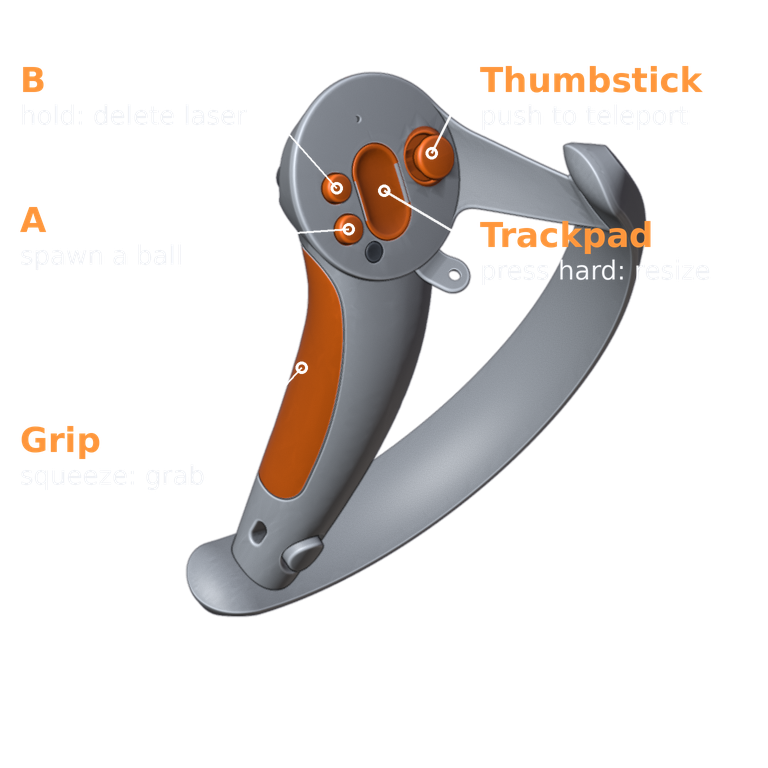 B
hold: delete laser
Thumbstick
push to teleport
A
spawn a ball
Trackpad
press hard: resize
Grip
squeeze: grab